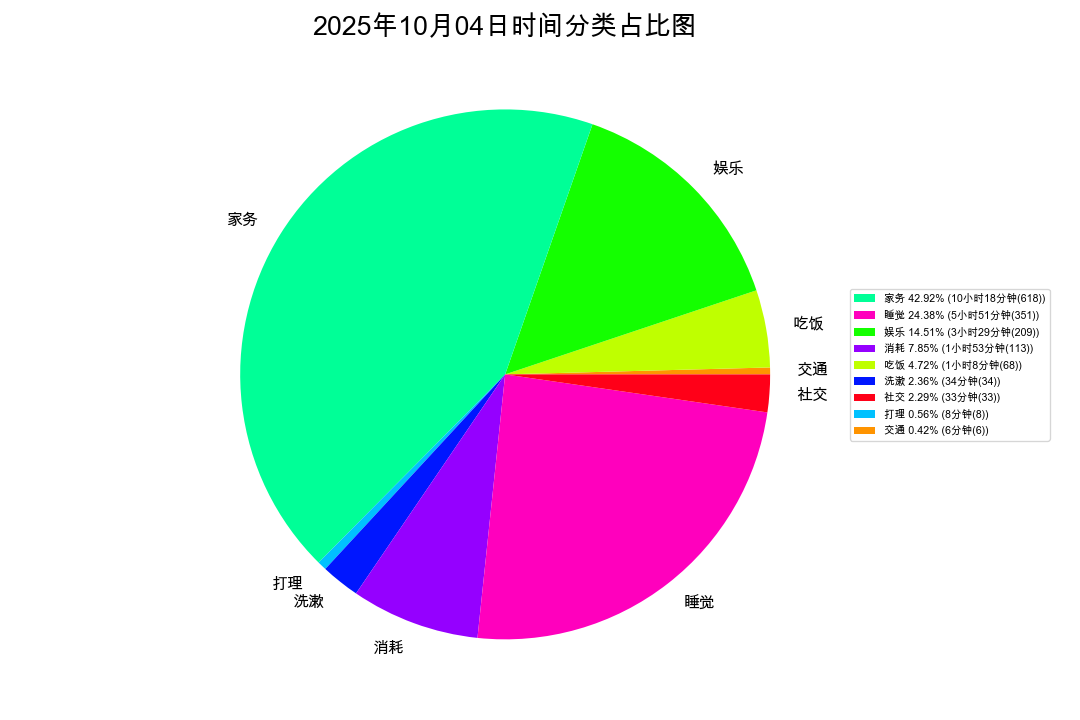 2025年10月04日时间分类占比图
娱乐
家务
吃饭
交通
社交
打理
洗漱
睡觉
消耗
家务 42.92% (10小时18分钟(618))
睡觉 24.38% (5小时51分钟(351))
娱乐 14.51% (3小时29分钟(209))
消耗 7.85% (1小时53分钟(113))
吃饭 4.72% (1小时8分钟(68))
洗漱 2.36% (34分钟(34))
社交 2.29% (33分钟(33))
打理 0.56% (8分钟(8))
交通 0.42% (6分钟(6))